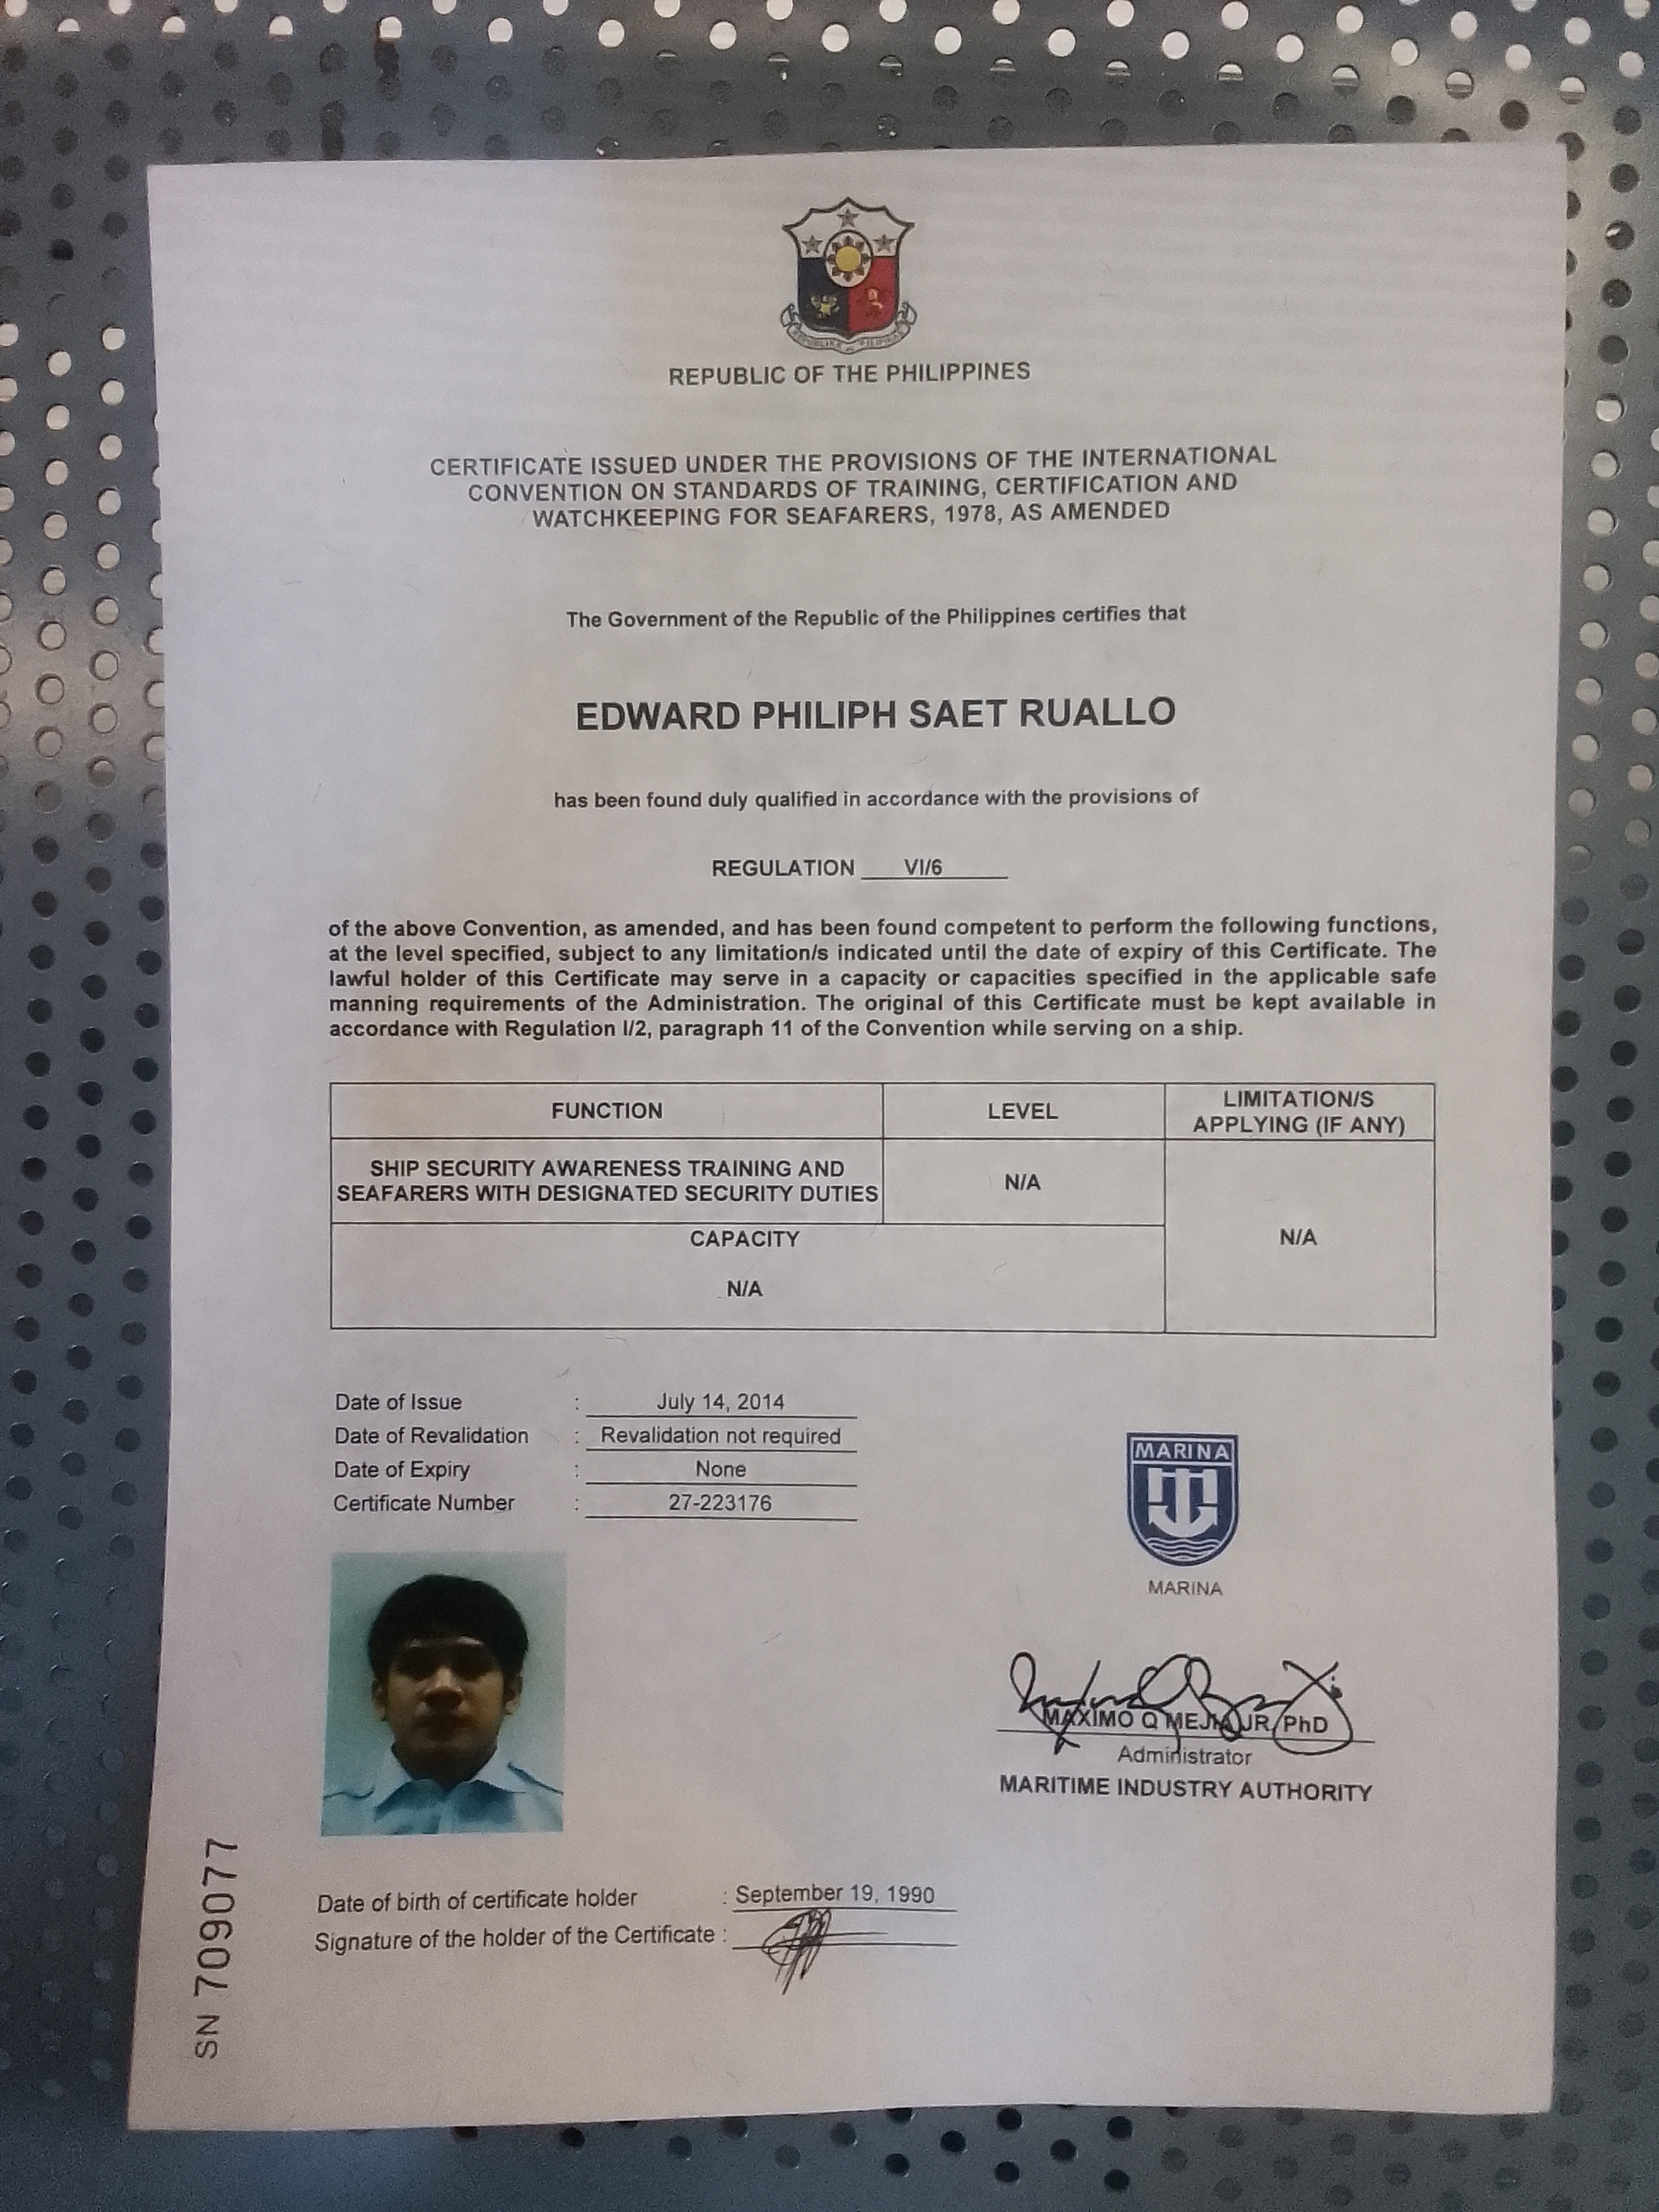 REPUBLIKA NG PILIPINAS
REPUBLIC OF THE PHILIPPINES
CERTIFICATE ISSUED UNDER THE PROVISIONS OF THE INTERNATIONAL
CONVENTION ON STANDARDS OF TRAINING, CERTIFICATION AND
WATCHKEEPING FOR SEAFARERS, 1978, AS AMENDED
The Government of the Republic of the Philippines certifies that
EDWARD PHILIPH SAET RUALLO
has been found duly qualified in accordance with the provisions of
REGULATION VI/6
of the above Convention, as amended, and has been found competent to perform the following functions,
at the level specified, subject to any limitation/s indicated until the date of expiry of this Certificate. The
lawful holder of this Certificate may serve in a capacity or capacities specified in the applicable safe
manning requirements of the Administration. The original of this Certificate must be kept available in
accordance with Regulation I/2, paragraph 11 of the Convention while serving on a ship.
FUNCTION LEVEL LIMITATION/S
APPLYING (IF ANY)
SHIP SECURITY AWARENESS TRAINING AND
SEAFARERS WITH DESIGNATED SECURITY DUTIES
N/A
CAPACITY
N/A
N/A
Date of Issue : July 14, 2014
Date of Revalidation : Revalidation not required
Date of Expiry : None
Certificate Number : 27-223176
MARINA
MARINA
MAXIMO Q MEJIA JR, PhD
Administrator
MARITIME INDUSTRY AUTHORITY
Date of birth of certificate holder : September 19, 1990
Signature of the holder of the Certificate :
SN 709077